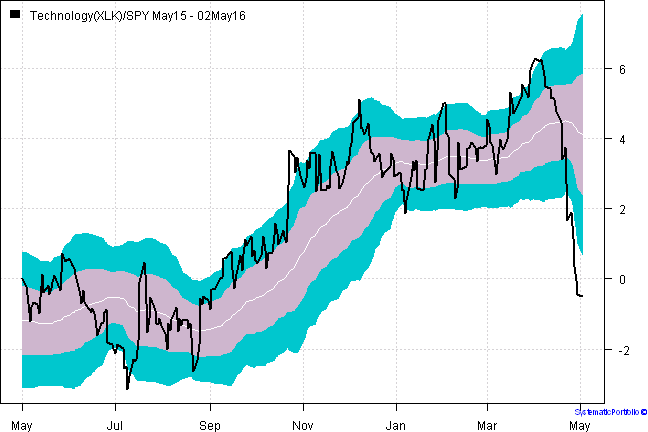 Technology(XLK)/SPY May15 - 02May16
6
4
2
0
-2
May Jul Sep Nov Jan Mar May
SystematicPortfolio ©